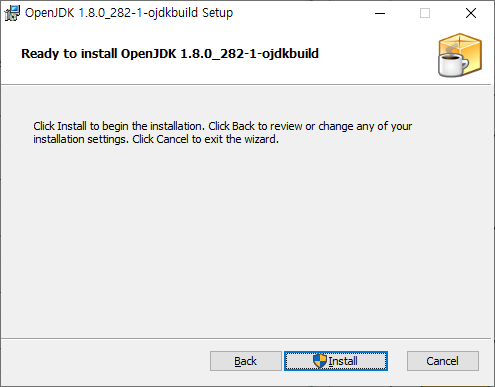 OpenJDK 1.8.0_282-1-ojdkbuild Setup
Ready to install OpenJDK 1.8.0_282-1-ojdkbuild
Click Install to begin the installation. Click Back to review or change any of your
installation settings. Click Cancel to exit the wizard.
Back Install Cancel